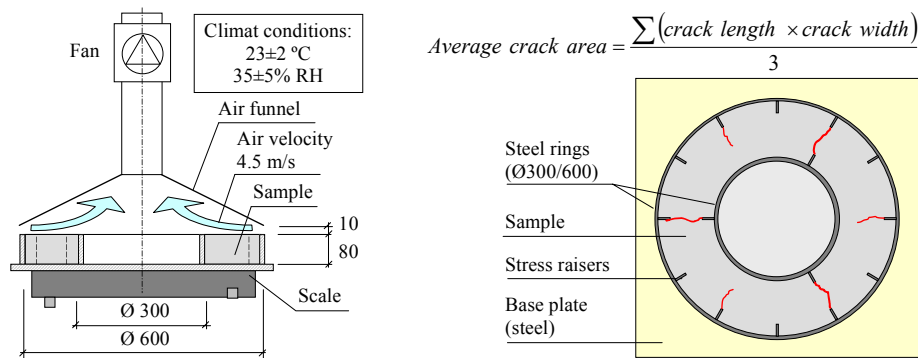 Fan
Climat conditions:
23±2 ºC
35±5% RH
Air funnel
Air velocity
4.5 m/s
Sample
10
80
Scale
Ø 300
Ø 600
Average crack area = ∑(crack length × crack width) / 3
Steel rings
(Ø300/600)
Sample
Stress raisers
Base plate
(steel)